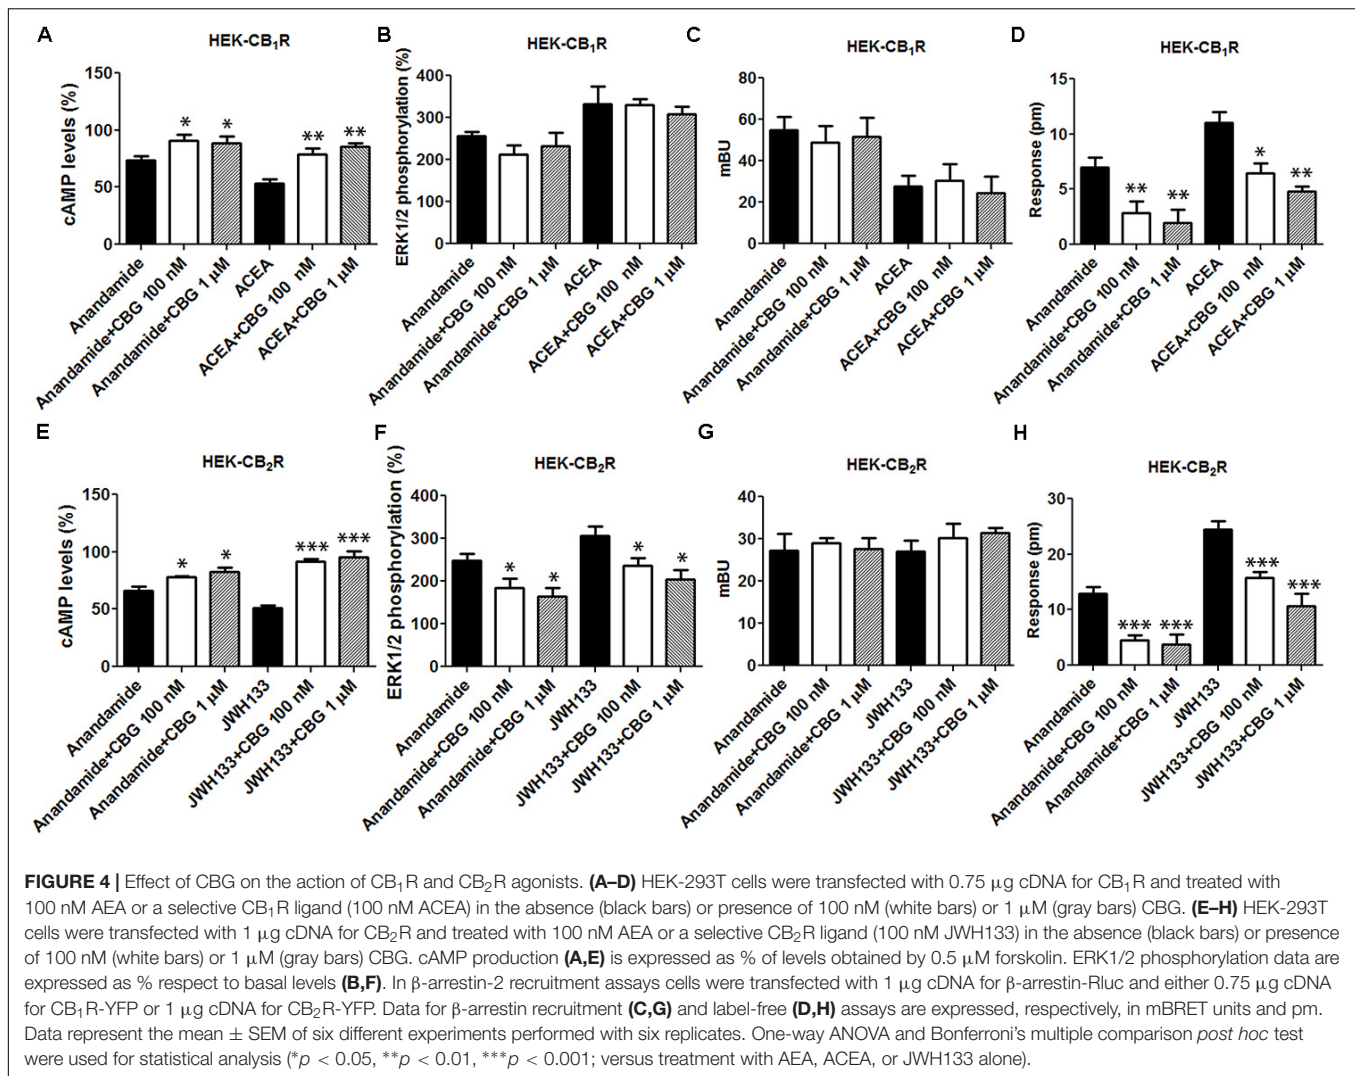 A
HEK-CB1R
cAMP levels (%)
150
100
50
0
* * ** **
Anandamide
Anandamide+CBG 100 nM
Anandamide+CBG 1 µM
ACEA
ACEA+CBG 100 nM
ACEA+CBG 1 µM
B
HEK-CB1R
ERK1/2 phosphorylation (%)
400
300
200
100
0
Anandamide
Anandamide+CBG 100 nM
Anandamide+CBG 1 µM
ACEA
ACEA+CBG 100 nM
ACEA+CBG 1 µM
C
HEK-CB1R
mBU
80
60
40
20
0
Anandamide
Anandamide+CBG 100 nM
Anandamide+CBG 1 µM
ACEA
ACEA+CBG 100 nM
ACEA+CBG 1 µM
D
HEK-CB1R
Response (pm)
15
10
5
0
** ** * **
Anandamide
Anandamide+CBG 100 nM
Anandamide+CBG 1 µM
ACEA
ACEA+CBG 100 nM
ACEA+CBG 1 µM
E
HEK-CB2R
cAMP levels (%)
150
100
50
0
* * *** ***
Anandamide
Anandamide+CBG 100 nM
Anandamide+CBG 1 µM
JWH133
JWH133+CBG 100 nM
JWH133+CBG 1 µM
F
HEK-CB2R
ERK1/2 phosphorylation (%)
400
300
200
100
0
* * * *
Anandamide
Anandamide+CBG 100 nM
Anandamide+CBG 1 µM
JWH133
JWH133+CBG 100 nM
JWH133+CBG 1 µM
G
HEK-CB2R
mBU
40
30
20
10
0
Anandamide
Anandamide+CBG 100 nM
Anandamide+CBG 1 µM
JWH133
JWH133+CBG 100 nM
JWH133+CBG 1 µM
H
HEK-CB2R
Response (pm)
30
20
10
0
*** *** *** ***
Anandamide
Anandamide+CBG 100 nM
Anandamide+CBG 1 µM
JWH133
JWH133+CBG 100 nM
JWH133+CBG 1 µM
FIGURE 4 | Effect of CBG on the action of CB1R and CB2R agonists. (A–D) HEK-293T cells were transfected with 0.75 µg cDNA for CB1R and treated with
100 nM AEA or a selective CB1R ligand (100 nM ACEA) in the absence (black bars) or presence of 100 nM (white bars) or 1 µM (gray bars) CBG. (E–H) HEK-293T
cells were transfected with 1 µg cDNA for CB2R and treated with 100 nM AEA or a selective CB2R ligand (100 nM JWH133) in the absence (black bars) or presence
of 100 nM (white bars) or 1 µM (gray bars) CBG. cAMP production (A,E) is expressed as % of levels obtained by 0.5 µM forskolin. ERK1/2 phosphorylation data are
expressed as % respect to basal levels (B,F). In β-arrestin-2 recruitment assays cells were transfected with 1 µg cDNA for β-arrestin-Rluc and either 0.75 µg cDNA
for CB1R-YFP or 1 µg cDNA for CB2R-YFP. Data for β-arrestin recruitment (C,G) and label-free (D,H) assays are expressed, respectively, in mBRET units and pm.
Data represent the mean ± SEM of six different experiments performed with six replicates. One-way ANOVA and Bonferroni's multiple comparison post hoc test
were used for statistical analysis (*p < 0.05, **p < 0.01, ***p < 0.001; versus treatment with AEA, ACEA, or JWH133 alone).